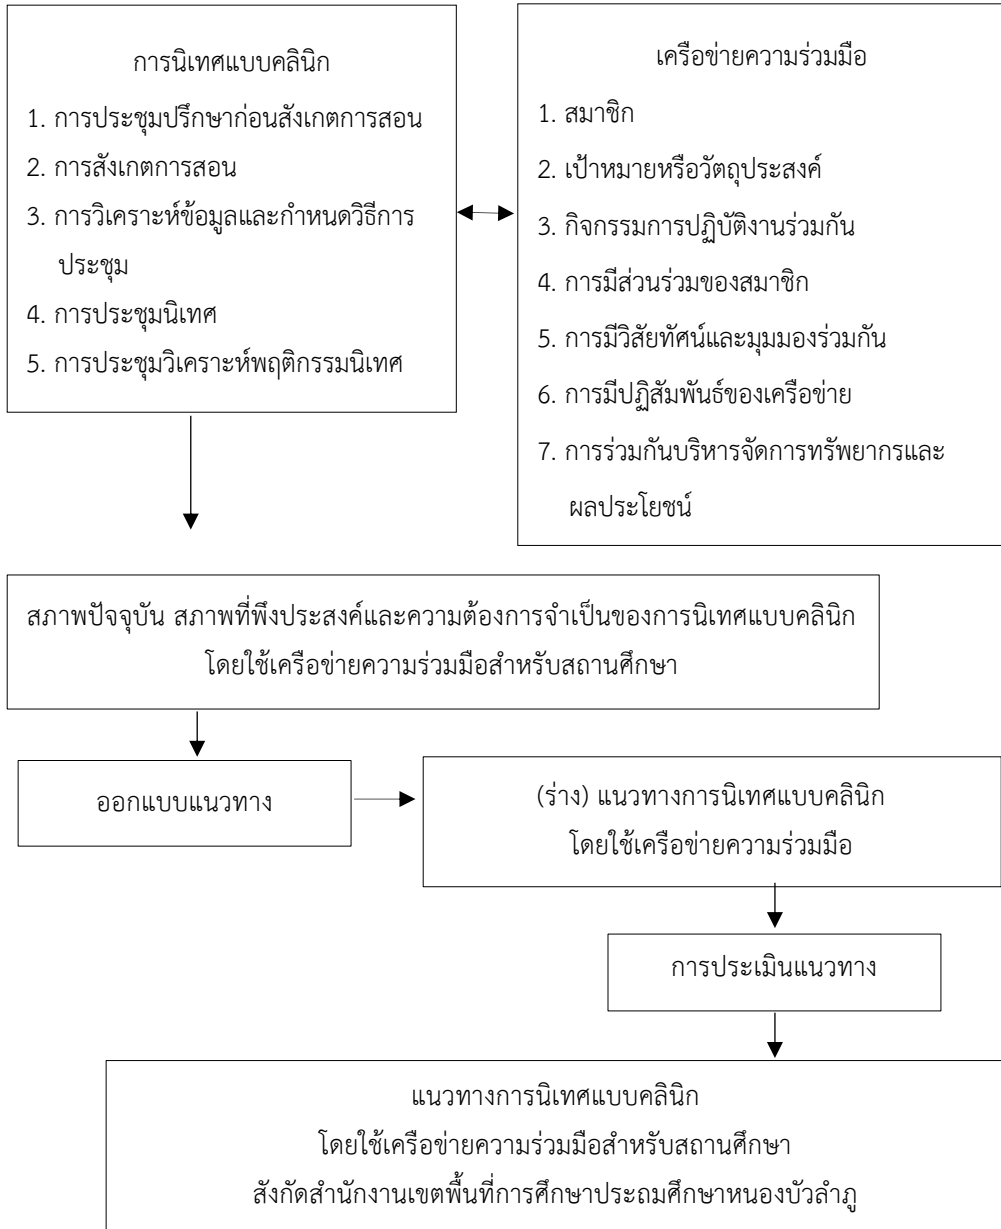 การนิเทศแบบคลินิก
1. การประชุมปรึกษาก่อนสังเกตการสอน
2. การสังเกตการสอน
3. การวิเคราะห์ข้อมูลและกำหนดวิธีการ
ประชุม
4. การประชุมนิเทศ
5. การประชุมวิเคราะห์พฤติกรรมนิเทศ
เครือข่ายความร่วมมือ
1. สมาชิก
2. เป้าหมายหรือวัตถุประสงค์
3. กิจกรรมการปฏิบัติงานร่วมกัน
4. การมีส่วนร่วมของสมาชิก
5. การมีวิสัยทัศน์และมุมมองร่วมกัน
6. การมีปฏิสัมพันธ์ของเครือข่าย
7. การร่วมกันบริหารจัดการทรัพยากรและ
ผลประโยชน์
สภาพปัจจุบัน สภาพที่พึงประสงค์และความต้องการจำเป็นของการนิเทศแบบคลินิก
โดยใช้เครือข่ายความร่วมมือสำหรับสถานศึกษา
ออกแบบแนวทาง
(ร่าง) แนวทางการนิเทศแบบคลินิก
โดยใช้เครือข่ายความร่วมมือ
การประเมินแนวทาง
แนวทางการนิเทศแบบคลินิก
โดยใช้เครือข่ายความร่วมมือสำหรับสถานศึกษา
สังกัดสำนักงานเขตพื้นที่การศึกษาประถมศึกษาหนองบัวลำภู